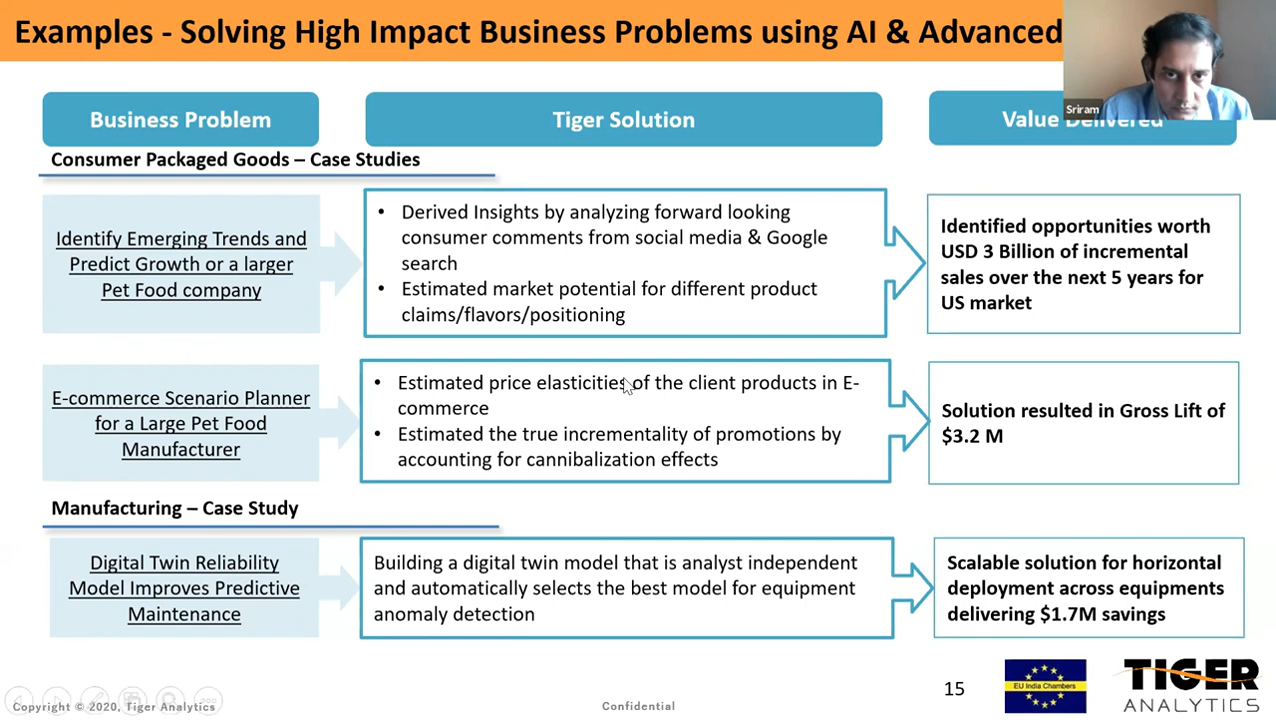 Examples - Solving High Impact Business Problems using AI & Advanced
Sriram
Business Problem
Tiger Solution
Value Delivered
Consumer Packaged Goods – Case Studies
Identify Emerging Trends and
Predict Growth or a larger
Pet Food company
• Derived Insights by analyzing forward looking
consumer comments from social media & Google
search
• Estimated market potential for different product
claims/flavors/positioning
Identified opportunities worth
USD 3 Billion of incremental
sales over the next 5 years for
US market
E-commerce Scenario Planner
for a Large Pet Food
Manufacturer
• Estimated price elasticities of the client products in E-
commerce
• Estimated the true incrementality of promotions by
accounting for cannibalization effects
Solution resulted in Gross Lift of
$3.2 M
Manufacturing – Case Study
Digital Twin Reliability
Model Improves Predictive
Maintenance
Building a digital twin model that is analyst independent
and automatically selects the best model for equipment
anomaly detection
Scalable solution for horizontal
deployment across equipments
delivering $1.7M savings
Copyright © 2020, Tiger Analytics
Confidential
15
EU India Chambers
TIGER
ANALYTICS